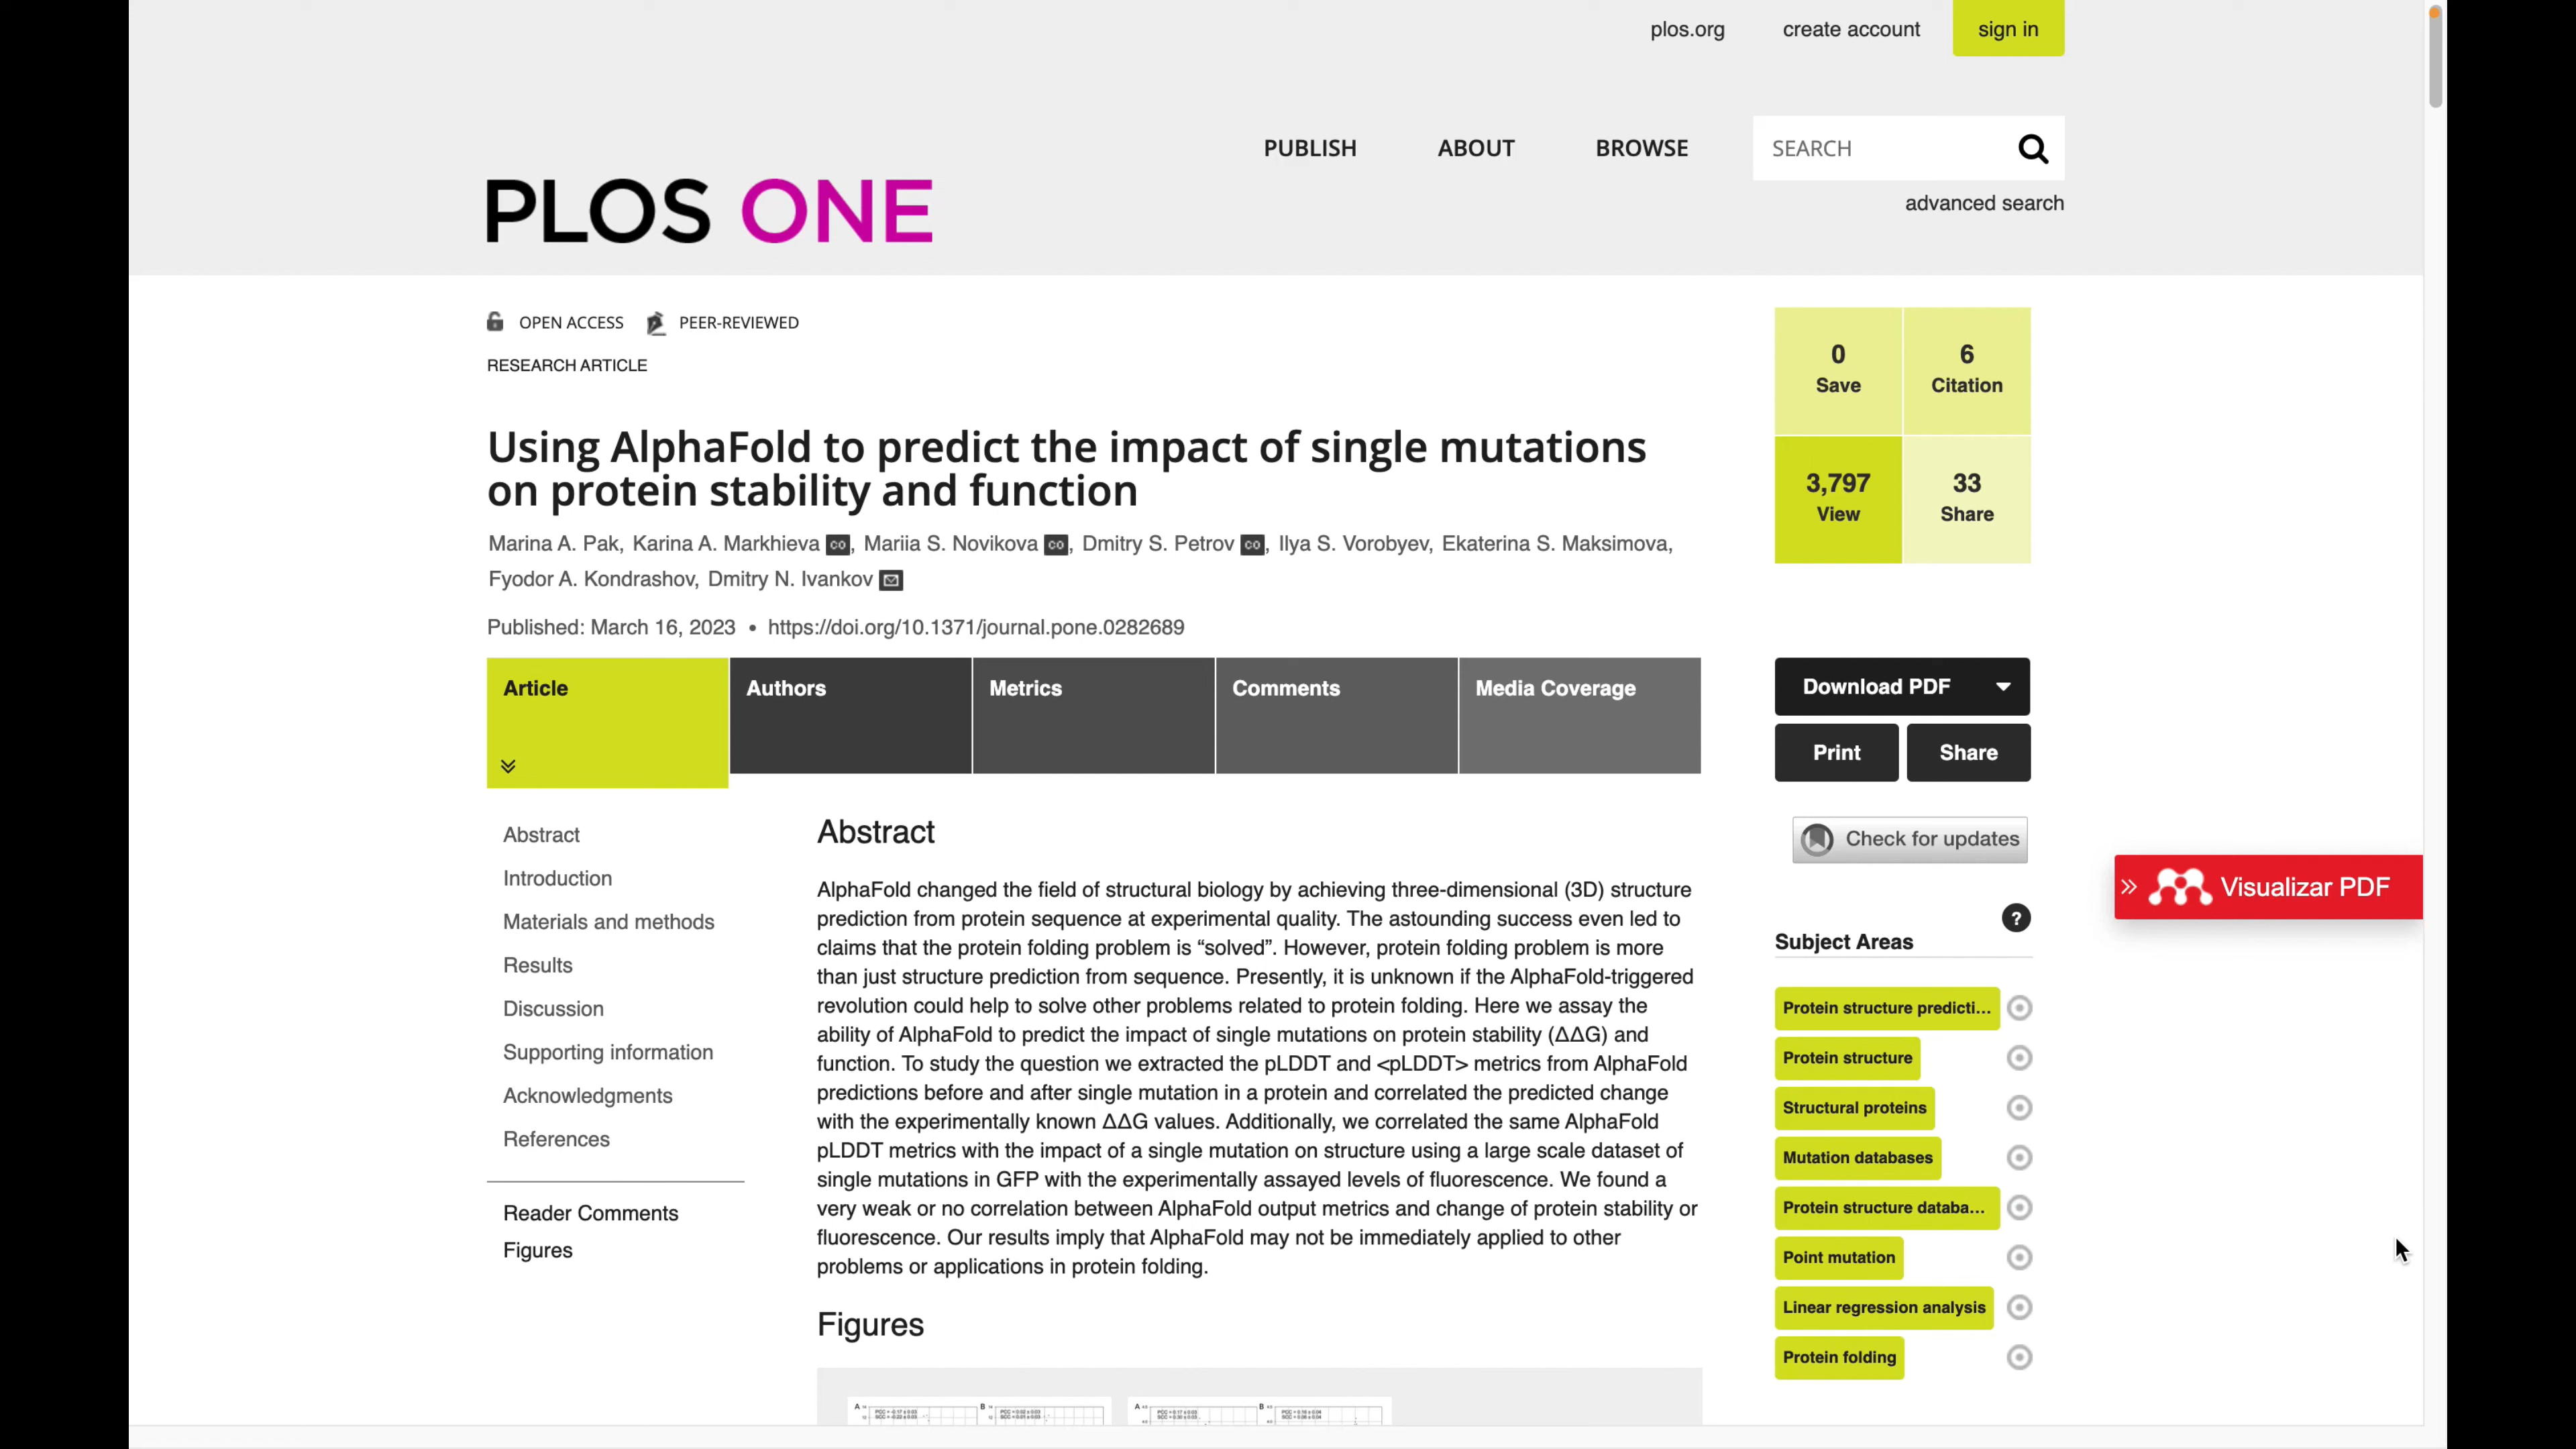 plos.org create account sign in
PUBLISH ABOUT BROWSE SEARCH
PLOS ONE
advanced search
OPEN ACCESS PEER-REVIEWED
RESEARCH ARTICLE
0 Save
6 Citation
3,797 View
33 Share
Using AlphaFold to predict the impact of single mutations
on protein stability and function
Marina A. Pak, Karina A. Markhieva co, Mariia S. Novikova co, Dmitry S. Petrov co, Ilya S. Vorobyev, Ekaterina S. Maksimova,
Fyodor A. Kondrashov, Dmitry N. Ivankov
Published: March 16, 2023 • https://doi.org/10.1371/journal.pone.0282689
Article Authors Metrics Comments Media Coverage
Download PDF
Print Share
Check for updates
Visualizar PDF
Abstract
Introduction
Materials and methods
Results
Discussion
Supporting information
Acknowledgments
References
Reader Comments
Figures
Abstract
AlphaFold changed the field of structural biology by achieving three-dimensional (3D) structure
prediction from protein sequence at experimental quality. The astounding success even led to
claims that the protein folding problem is “solved”. However, protein folding problem is more
than just structure prediction from sequence. Presently, it is unknown if the AlphaFold-triggered
revolution could help to solve other problems related to protein folding. Here we assay the
ability of AlphaFold to predict the impact of single mutations on protein stability (ΔΔG) and
function. To study the question we extracted the pLDDT and <pLDDT> metrics from AlphaFold
predictions before and after single mutation in a protein and correlated the predicted change
with the experimentally known ΔΔG values. Additionally, we correlated the same AlphaFold
pLDDT metrics with the impact of a single mutation on structure using a large scale dataset of
single mutations in GFP with the experimentally assayed levels of fluorescence. We found a
very weak or no correlation between AlphaFold output metrics and change of protein stability or
fluorescence. Our results imply that AlphaFold may not be immediately applied to other
problems or applications in protein folding.
Figures
A B A B
?
Subject Areas
Protein structure predicti...
Protein structure
Structural proteins
Mutation databases
Protein structure databa...
Point mutation
Linear regression analysis
Protein folding